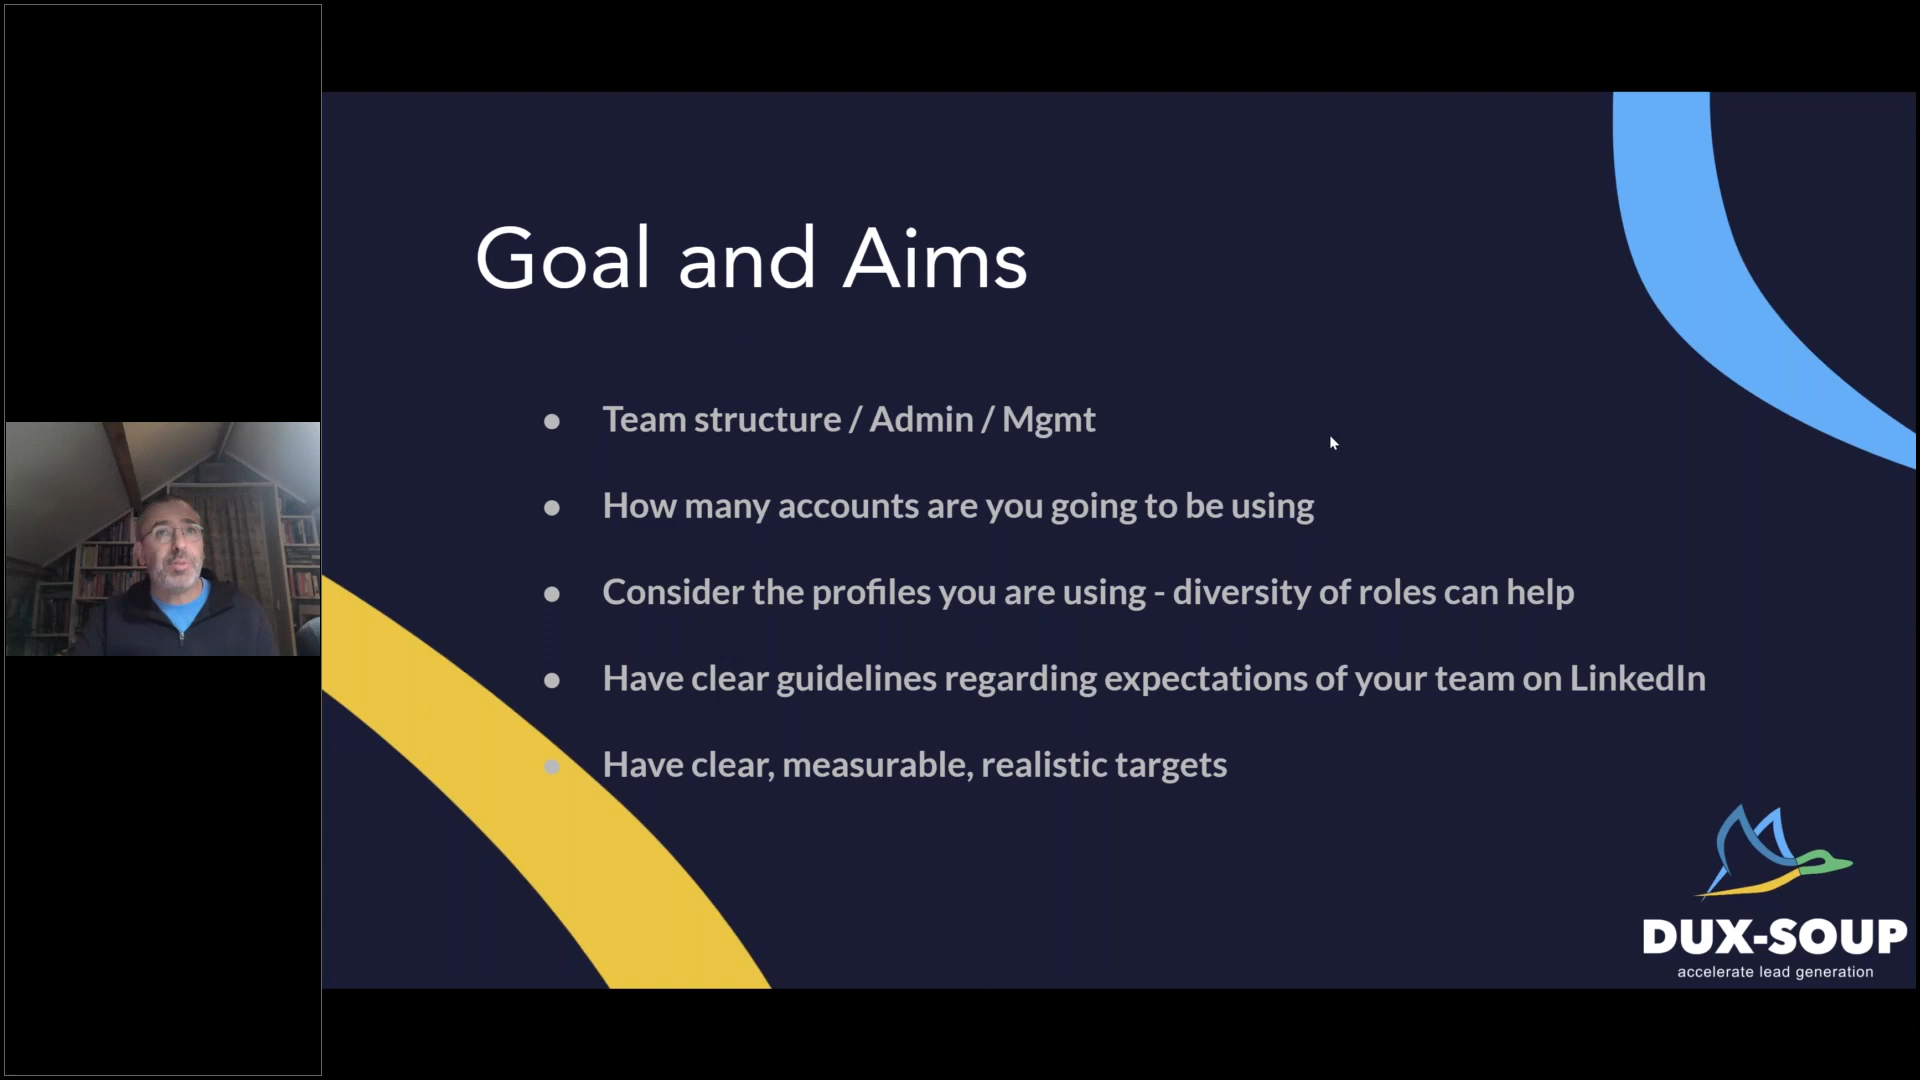 Goal and Aims
Team structure / Admin / Mgmt
How many accounts are you going to be using
Consider the profiles you are using - diversity of roles can help
Have clear guidelines regarding expectations of your team on LinkedIn
Have clear, measurable, realistic targets
DUX-SOUP
accelerate lead generation